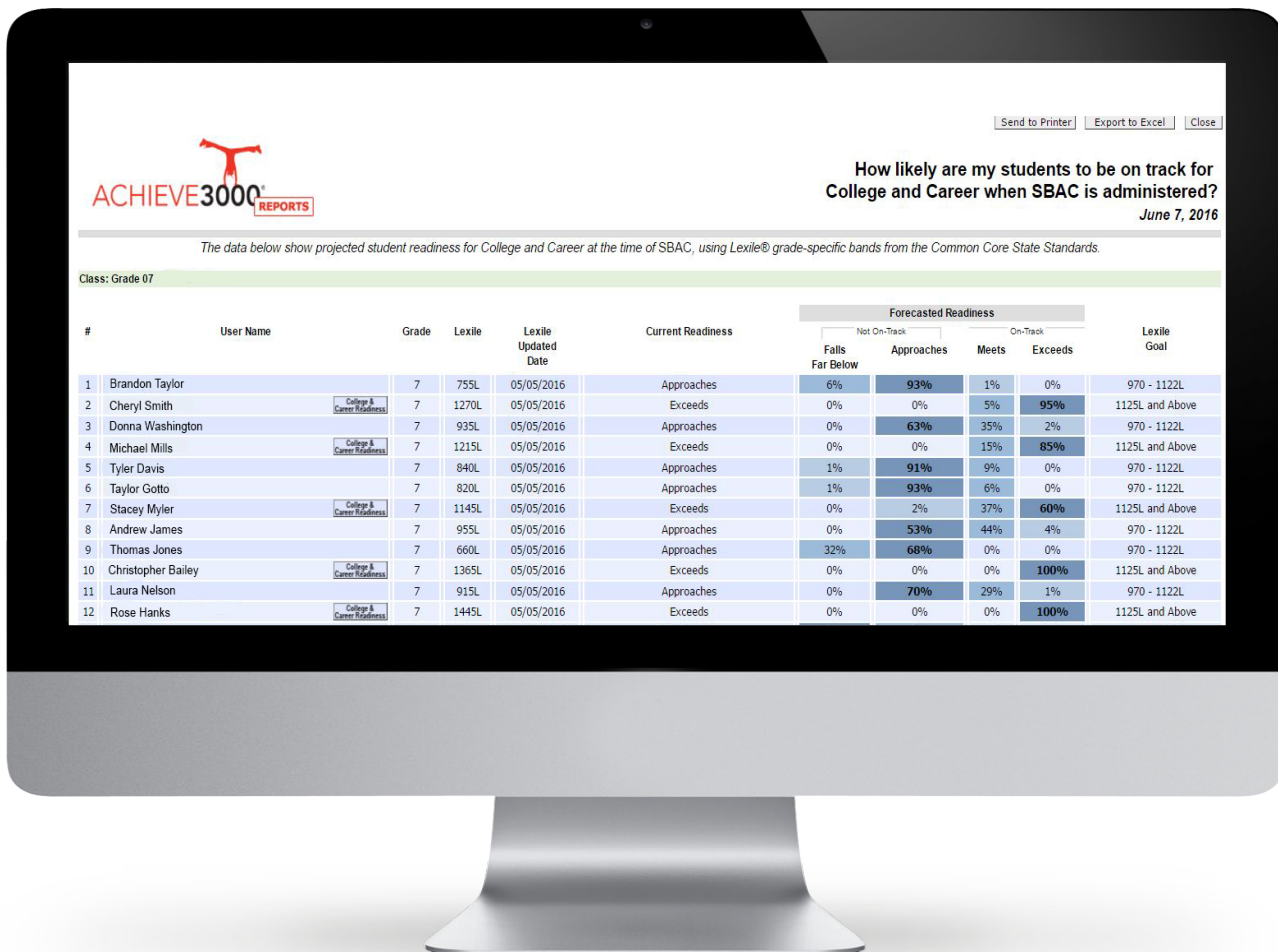 Send to Printer Export to Excel Close
ACHIEVE3000® REPORTS
How likely are my students to be on track for
College and Career when SBAC is administered?
June 7, 2016
The data below show projected student readiness for College and Career at the time of SBAC, using Lexile® grade-specific bands from the Common Core State Standards.
Class: Grade 07
Forecasted Readiness
Not On-Track On-Track
# User Name Grade Lexile Lexile Updated Date Current Readiness Falls Far Below Approaches Meets Exceeds Lexile Goal
1 Brandon Taylor 7 755L 05/05/2016 Approaches 6% 93% 1% 0% 970 - 1122L
2 Cheryl Smith College & Career Readiness 7 1270L 05/05/2016 Exceeds 0% 0% 5% 95% 1125L and Above
3 Donna Washington 7 935L 05/05/2016 Approaches 0% 63% 35% 2% 970 - 1122L
4 Michael Mills College & Career Readiness 7 1215L 05/05/2016 Exceeds 0% 0% 15% 85% 1125L and Above
5 Tyler Davis 7 840L 05/05/2016 Approaches 1% 91% 9% 0% 970 - 1122L
6 Taylor Gotto 7 820L 05/05/2016 Approaches 1% 93% 6% 0% 970 - 1122L
7 Stacey Myler College & Career Readiness 7 1145L 05/05/2016 Exceeds 0% 2% 37% 60% 1125L and Above
8 Andrew James 7 955L 05/05/2016 Approaches 0% 53% 44% 4% 970 - 1122L
9 Thomas Jones 7 660L 05/05/2016 Approaches 32% 68% 0% 0% 970 - 1122L
10 Christopher Bailey College & Career Readiness 7 1365L 05/05/2016 Exceeds 0% 0% 0% 100% 1125L and Above
11 Laura Nelson 7 915L 05/05/2016 Approaches 0% 70% 29% 1% 970 - 1122L
12 Rose Hanks College & Career Readiness 7 1445L 05/05/2016 Exceeds 0% 0% 0% 100% 1125L and Above